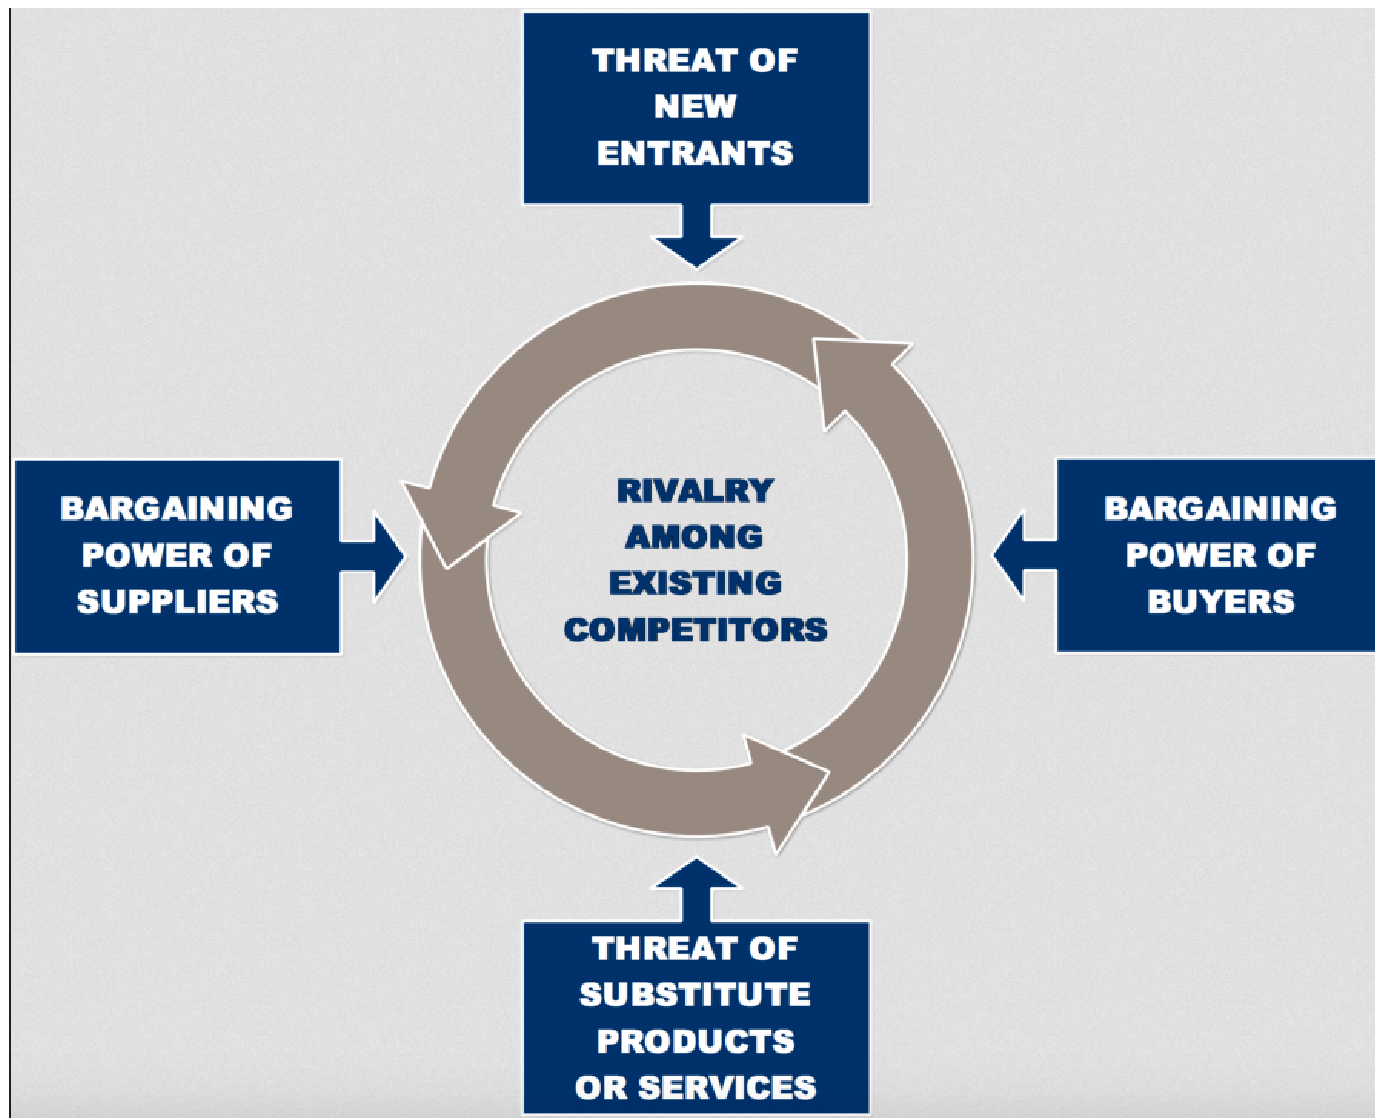 THREAT OF
NEW
ENTRANTS
BARGAINING
POWER OF
SUPPLIERS
RIVALRY
AMONG
EXISTING
COMPETITORS
BARGAINING
POWER OF
BUYERS
THREAT OF
SUBSTITUTE
PRODUCTS
OR SERVICES